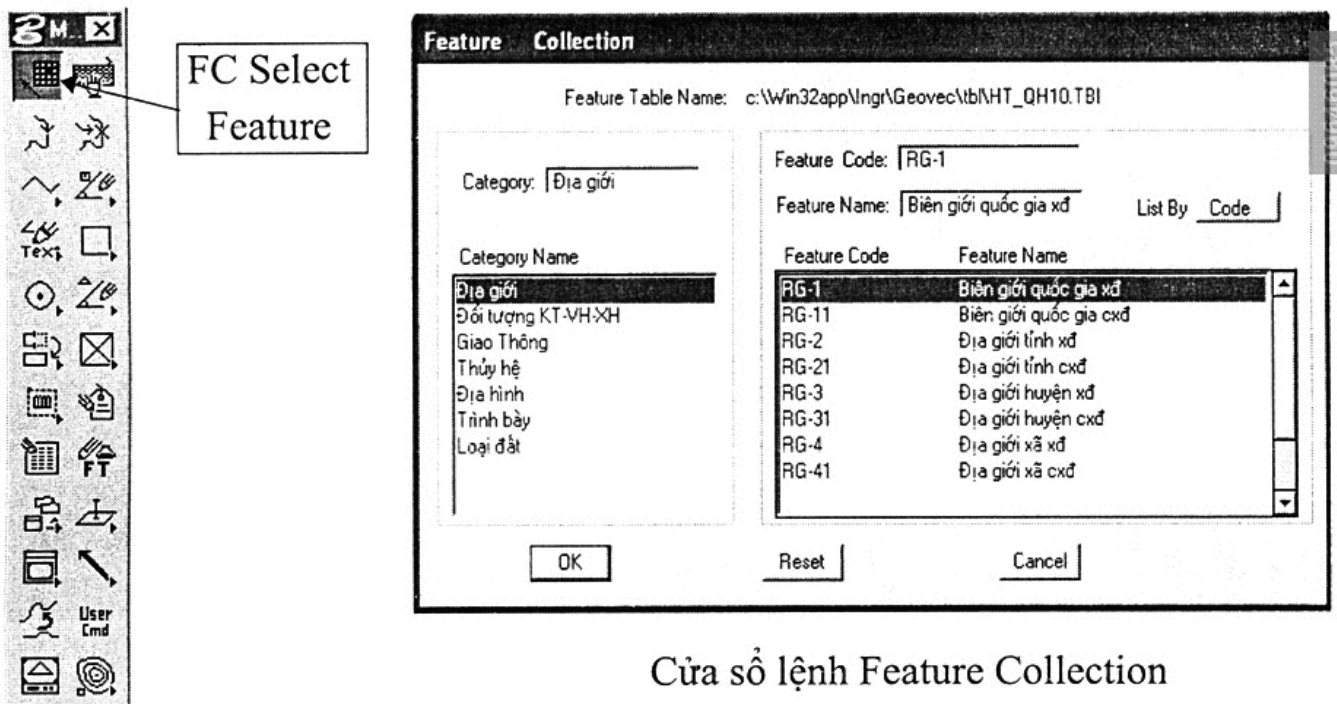 M..
FC Select
Feature
Text
FT
User
Cmd
Feature Collection
Feature Table Name: c:\Win32app\Ingr\Geovec\tbl\HT_QH10.TBl
Category: Địa giới
Feature Code: RG-1
Feature Name: Biên giới quốc gia xđ
List By Code
Category Name
Địa giới
Đối tượng KT-VH-XH
Giao Thông
Thủy hệ
Địa hình
Trình bày
Loại đất
Feature Code Feature Name
RG-1 Biên giới quốc gia xđ
RG-11 Biên giới quốc gia cxđ
RG-2 Địa giới tỉnh xđ
RG-21 Địa giới tỉnh cxđ
RG-3 Địa giới huyện xđ
RG-31 Địa giới huyện cxđ
RG-4 Địa giới xã xđ
RG-41 Địa giới xã cxđ
OK Reset Cancel
Cửa sổ lệnh Feature Collection